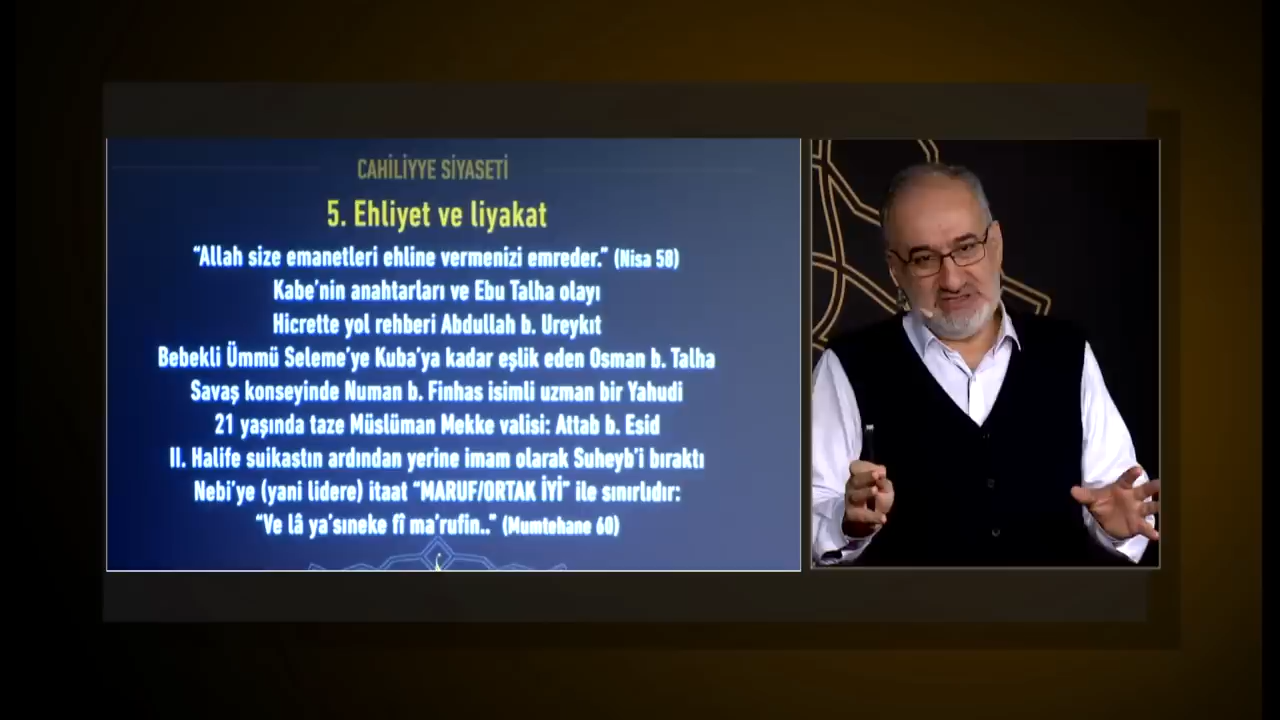 CAHİLİYYE SİYASETİ
5. Ehliyet ve liyakat
“Allah size emanetleri ehline vermenizi emreder.” (Nisa 58)
Kabe’nin anahtarları ve Ebu Talha olayı
Hicrette yol rehberi Abdullah b. Ureykıt
Bebekli Ümmü Seleme’ye Kuba’ya kadar eşlik eden Osman b. Talha
Savaş konseyinde Numan b. Finhas isimli uzman bir Yahudi
21 yaşında taze Müslüman Mekke valisi: Attab b. Esid
II. Halife suikastın ardından yerine imam olarak Suheyb’i bıraktı
Nebi’ye (yani lidere) itaat “MARUF/ORTAK İYİ” ile sınırlıdır:
“Ve lâ ya’sıneke fî ma’rufin..” (Mumtehane 60)